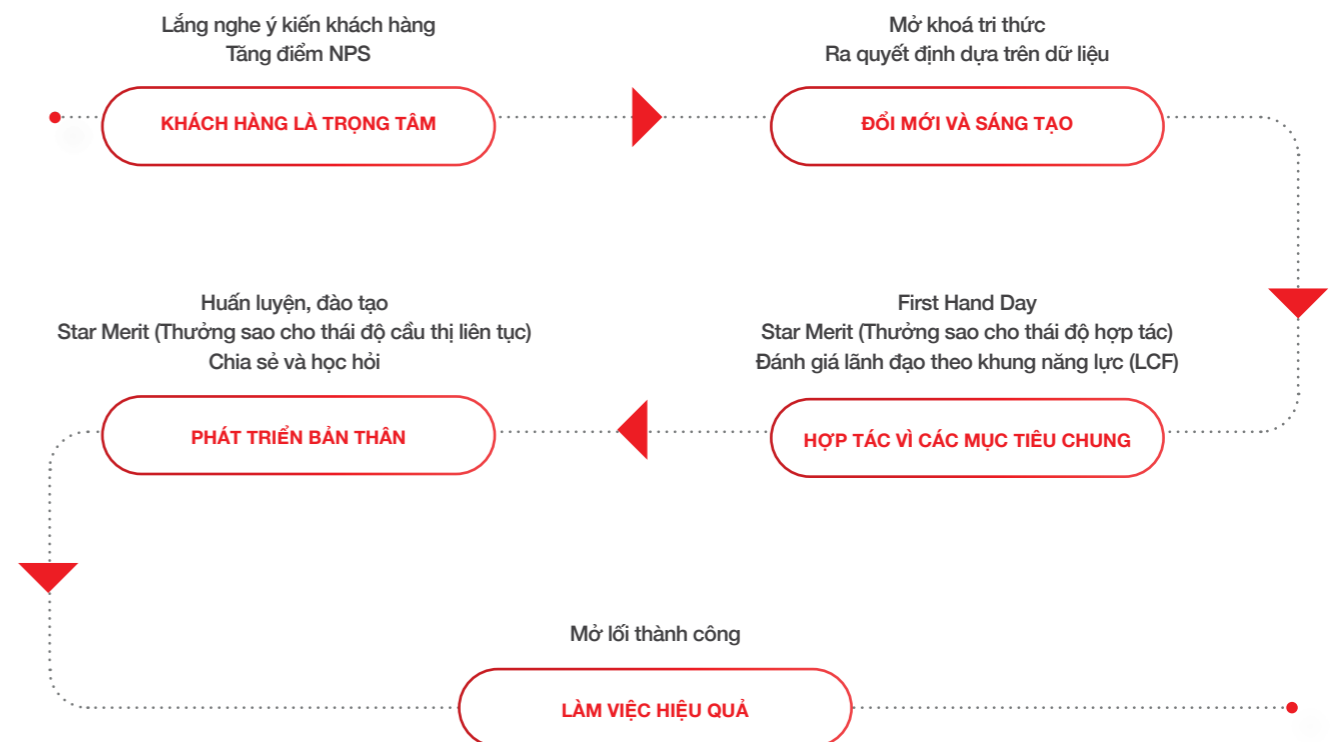 Lắng nghe ý kiến khách hàng
Tăng điểm NPS
KHÁCH HÀNG LÀ TRỌNG TÂM
Mở khoá tri thức
Ra quyết định dựa trên dữ liệu
ĐỔI MỚI VÀ SÁNG TẠO
First Hand Day
Star Merit (Thưởng sao cho thái độ hợp tác)
Đánh giá lãnh đạo theo khung năng lực (LCF)
HỢP TÁC VÌ CÁC MỤC TIÊU CHUNG
Huấn luyện, đào tạo
Star Merit (Thưởng sao cho thái độ cầu thị liên tục)
Chia sẻ và học hỏi
PHÁT TRIỂN BẢN THÂN
Mở lối thành công
LÀM VIỆC HIỆU QUẢ